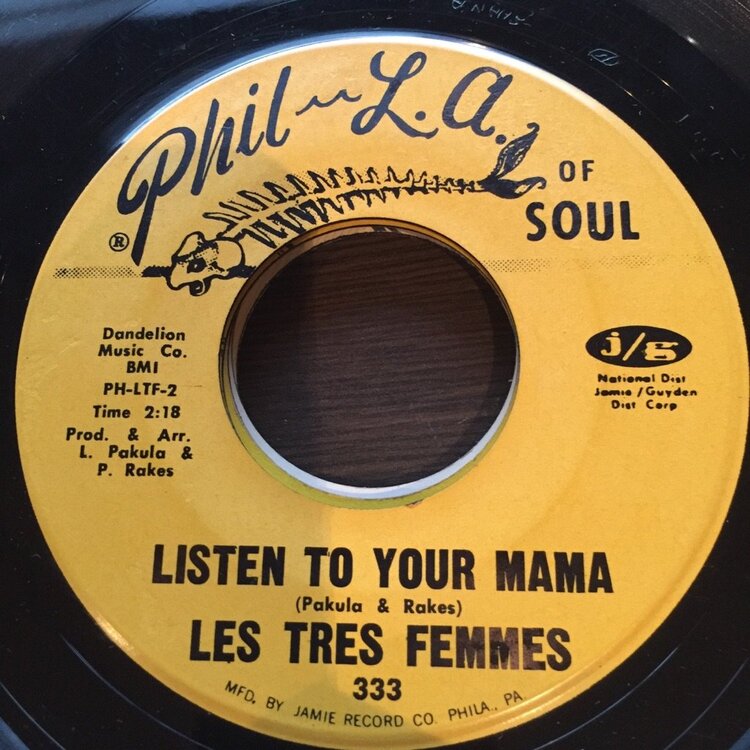 Phil-L.A.
OF
SOUL
®
Dandelion
Music Co.
BMI
PH-LTF-2
Time 2:18
Prod. & Arr.
L. Pakula &
P. Rakes
j/g
National Dist
Jamie/Guyden
Dist Corp
LISTEN TO YOUR MAMA
(Pakula & Rakes)
LES TRES FEMMES
333
MFD. BY JAMIE RECORD CO. PHILA., PA